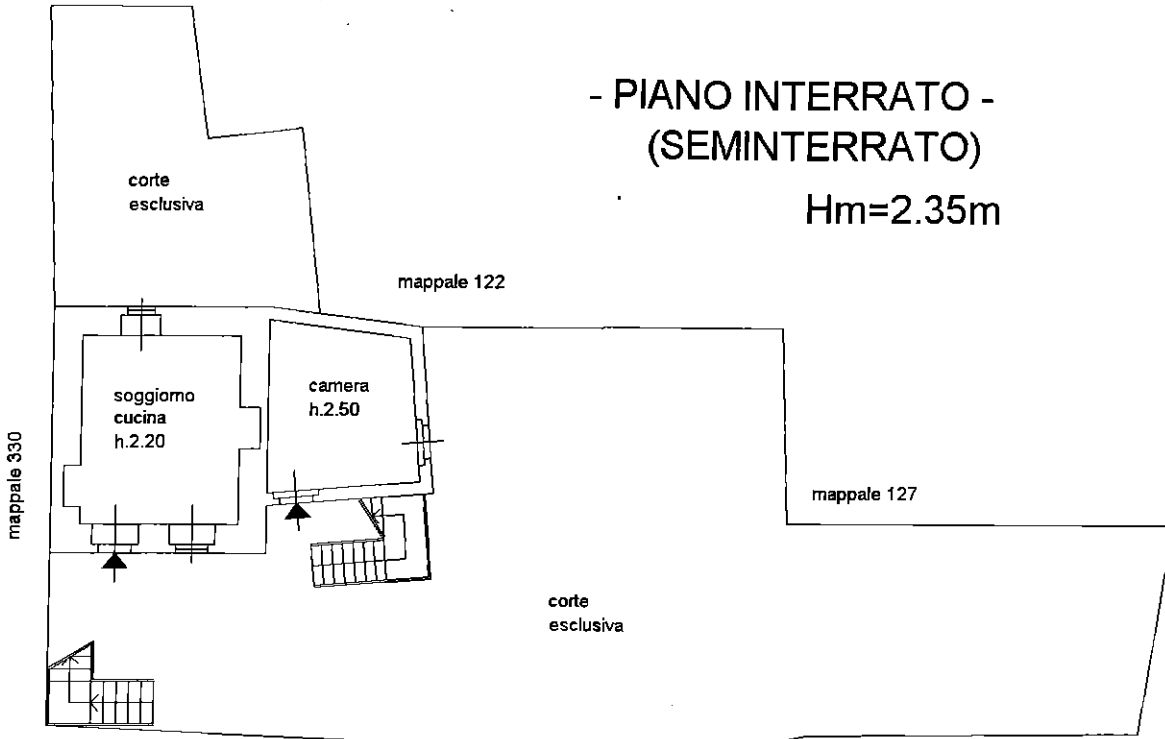 - PIANO INTERRATO -
(SEMINTERRATO)
Hm=2.35m
corte
esclusiva
mappale 122
soggiorno
cucina
h.2.20
camera
h.2.50
mappale 330
mappale 127
corte
esclusiva